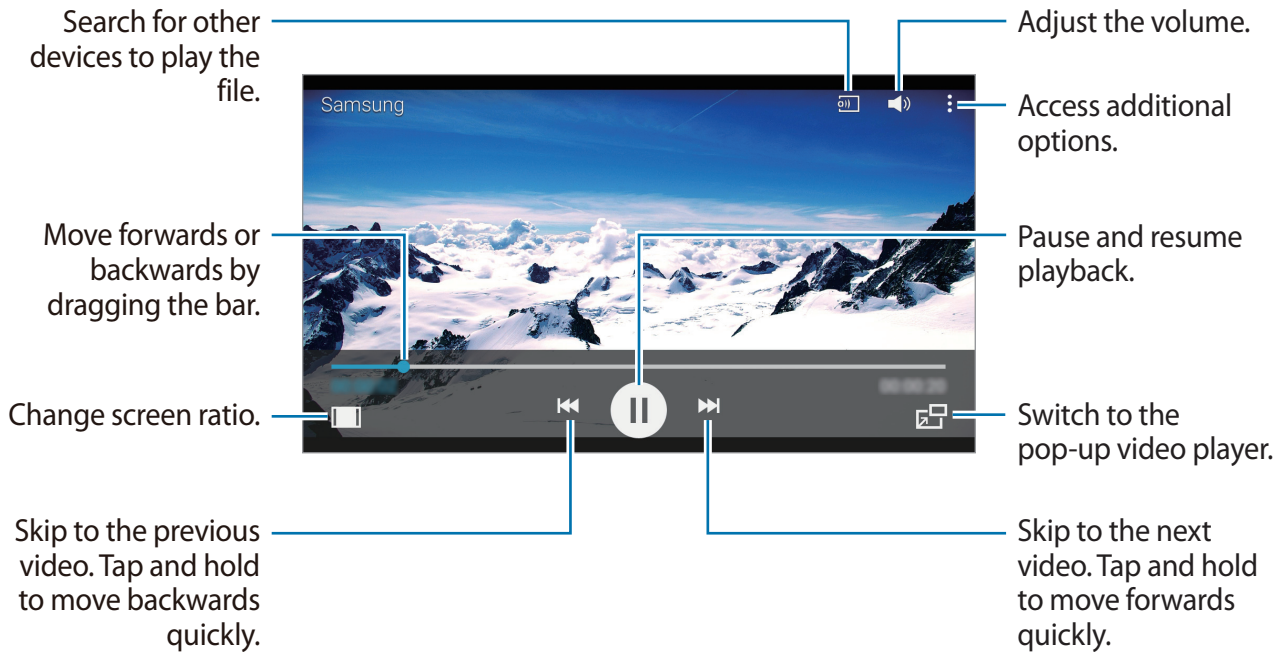 Search for other
devices to play the
file.
Adjust the volume.
Samsung
Access additional
options.
Move forwards or
backwards by
dragging the bar.
Pause and resume
playback.
Change screen ratio.
Switch to the
pop-up video player.
Skip to the previous
video. Tap and hold
to move backwards
quickly.
Skip to the next
video. Tap and hold
to move forwards
quickly.